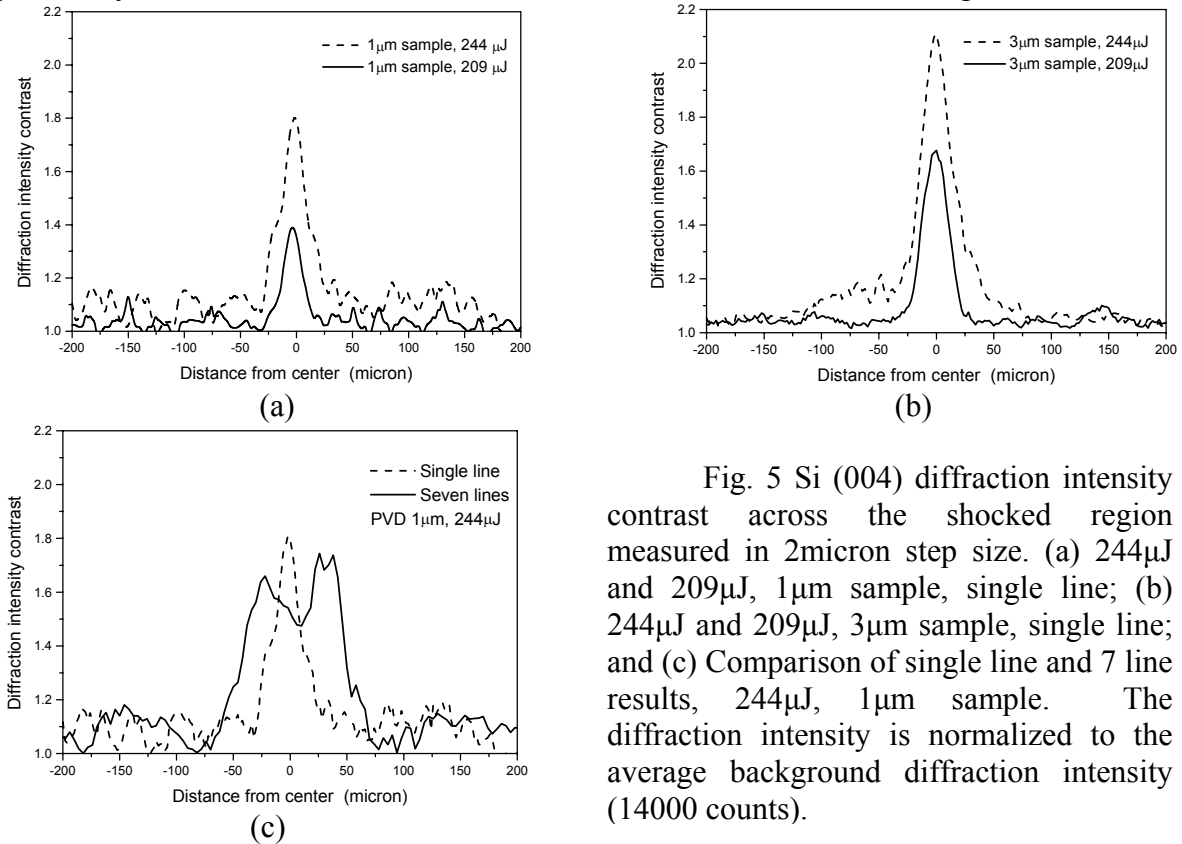 2.2
2.0
1.8
1.6
1.4
1.2
1.0
Diffraction intensity contrast
1μm sample, 244 μJ
1μm sample, 209 μJ
-200 -150 -100 -50 0 50 100 150 200
Distance from center (micron)
(a)
2.2
2.0
1.8
1.6
1.4
1.2
1.0
Diffraction intensity contrast
3μm sample, 244μJ
3μm sample, 209μJ
-200 -150 -100 -50 0 50 100 150 200
Distance from center (micron)
(b)
2.2
2.0
1.8
1.6
1.4
1.2
1.0
Diffraction intensity contrast
Single line
Seven lines
PVD 1μm, 244μJ
-200 -150 -100 -50 0 50 100 150 200
Distance from center (micron)
(c)
Fig. 5 Si (004) diffraction intensity
contrast across the shocked region
measured in 2micron step size. (a) 244μJ
and 209μJ, 1μm sample, single line; (b)
244μJ and 209μJ, 3μm sample, single line;
and (c) Comparison of single line and 7 line
results, 244μJ, 1μm sample. The
diffraction intensity is normalized to the
average background diffraction intensity
(14000 counts).